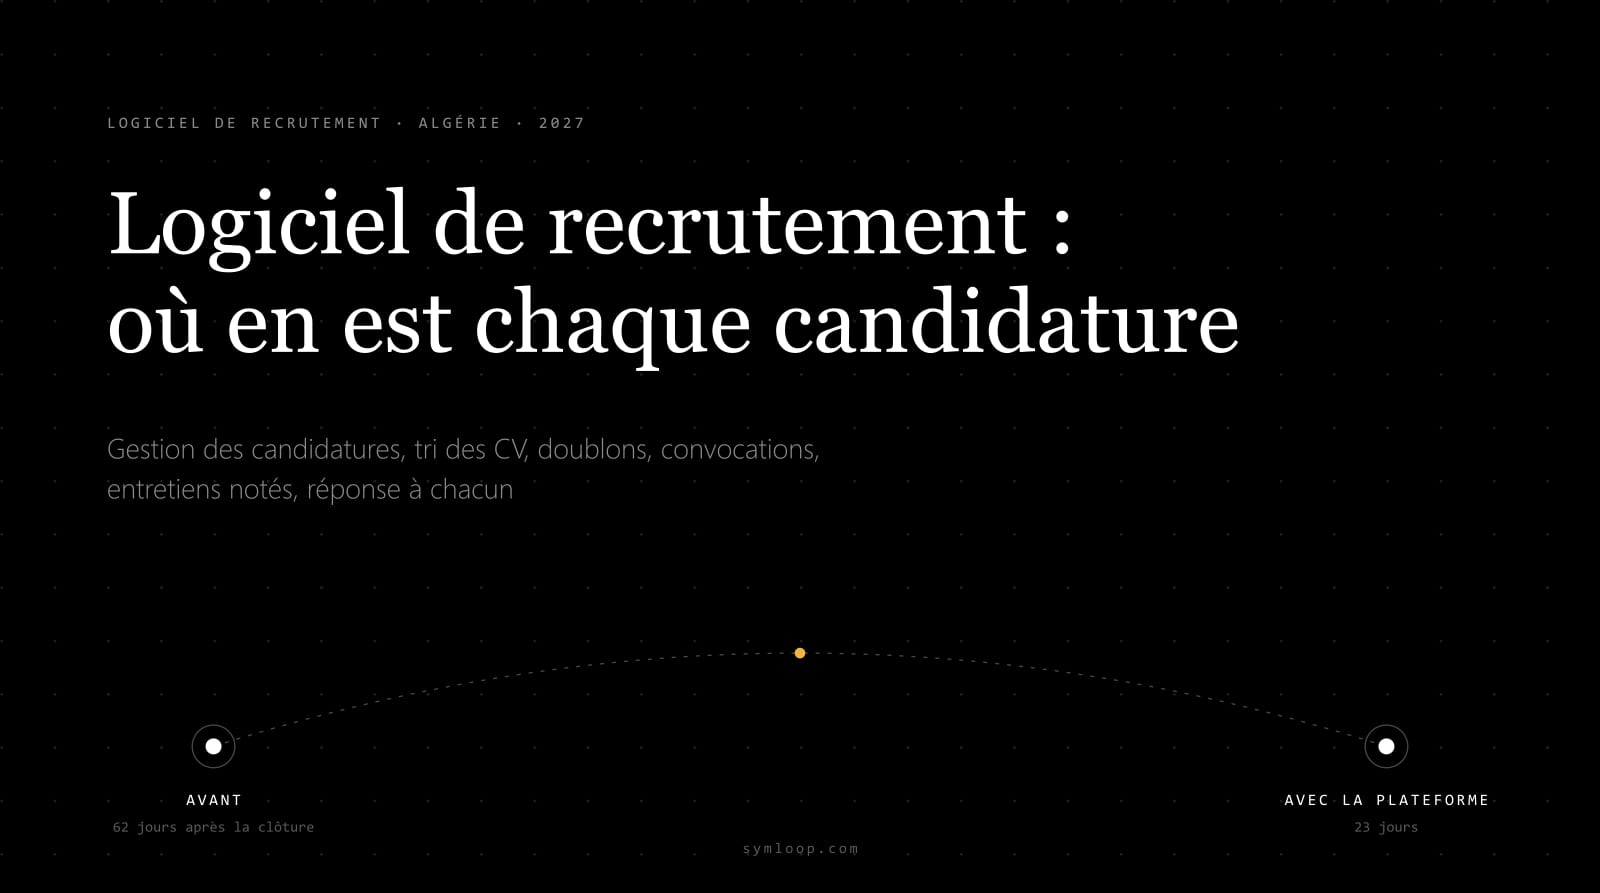 LOGICIEL DE RECRUTEMENT · ALGÉRIE · 2027
Logiciel de recrutement :
où en est chaque candidature
Gestion des candidatures, tri des CV, doublons, convocations,
entretiens notés, réponse à chacun
AVANT
62 jours après la clôture
AVEC LA PLATEFORME
23 jours
symloop.com